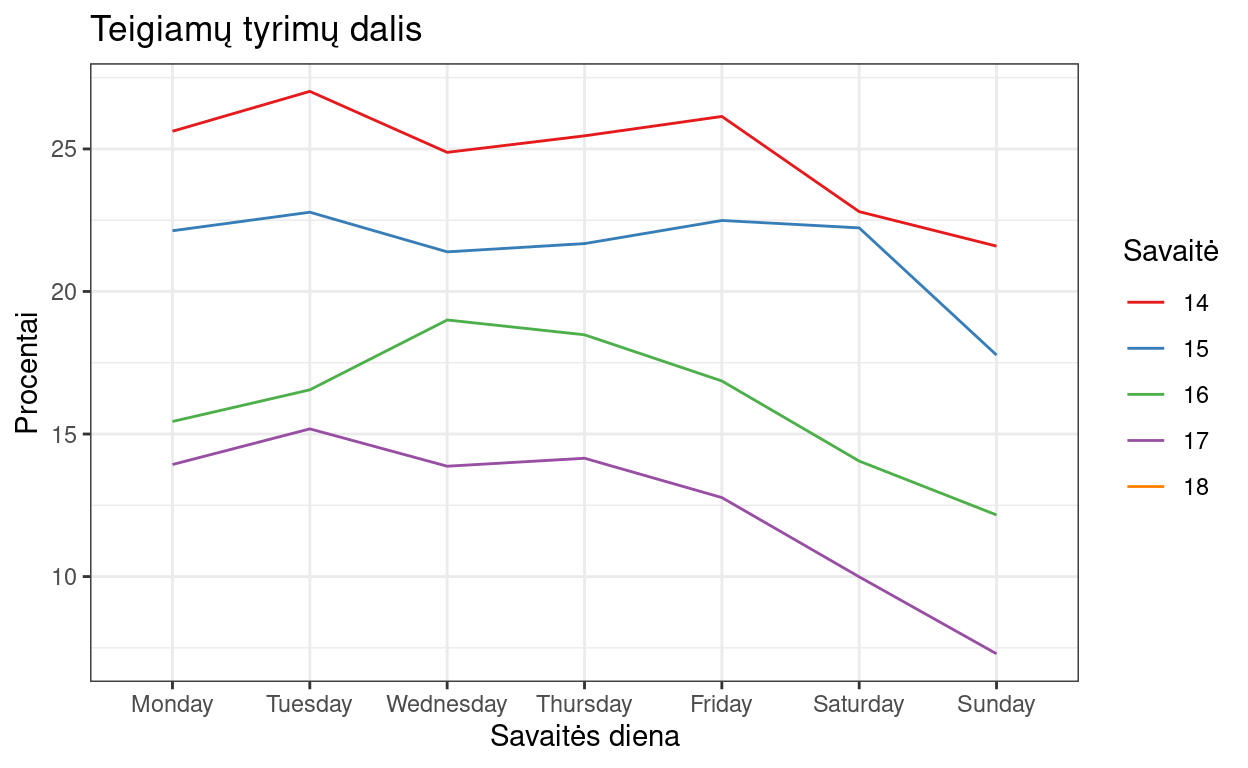 Teigiamų tyrimų dalis
Procentai
25
20
15
10
Monday
Tuesday
Wednesday
Thursday
Friday
Saturday
Sunday
Savaitės diena
Savaitė
14
15
16
17
18